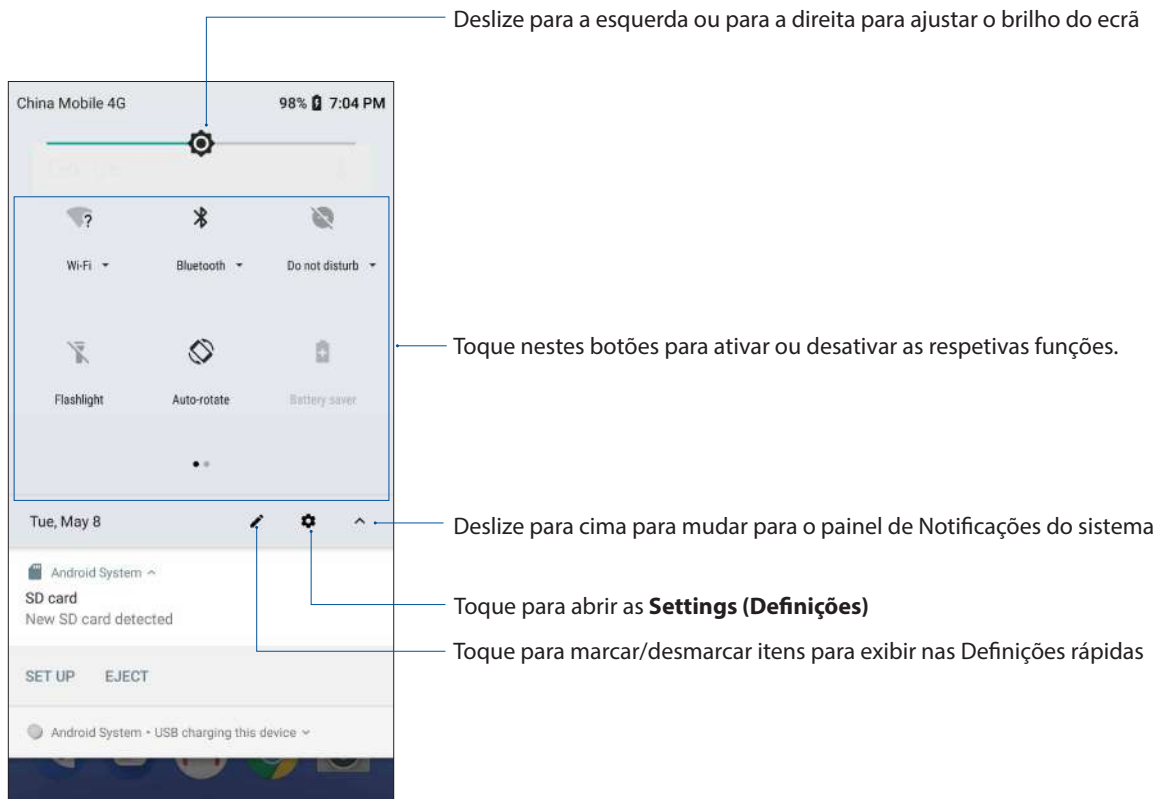 Deslize para a esquerda ou para a direita para ajustar o brilho do ecrã
China Mobile 4G 98% 7:04 PM
?
Wi-Fi Bluetooth Do not disturb
Toque nestes botões para ativar ou desativar as respetivas funções.
Flashlight Auto-rotate Battery saver
Tue, May 8
Deslize para cima para mudar para o painel de Notificações do sistema
Android System
SD card
New SD card detected
Toque para abrir as Settings (Definições)
Toque para marcar/desmarcar itens para exibir nas Definições rápidas
SET UP EJECT
Android System • USB charging this device